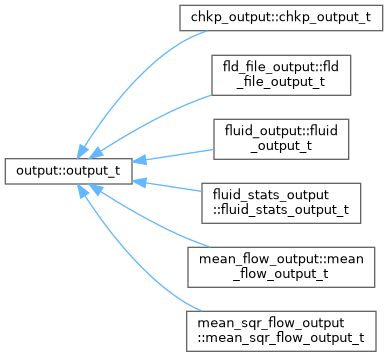 chkp_output::chkp_output_t
fld_file_output::fld
_file_output_t
fluid_output::fluid
_output_t
output::output_t
fluid_stats_output
::fluid_stats_output_t
mean_flow_output::mean
_flow_output_t
mean_sqr_flow_output
::mean_sqr_flow_output_t